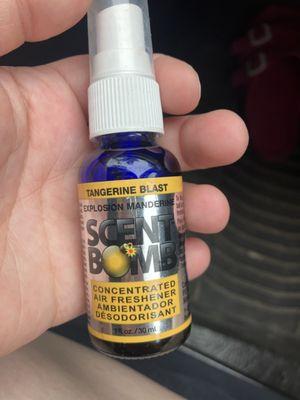 TANGERINE BLAST
EXPLOSION MANDERINE
SCENT
BOMB
CONCENTRATED
AIR FRESHENER
AMBIENTADOR
DÉSODORISANT
1 fl oz. / 30 mL